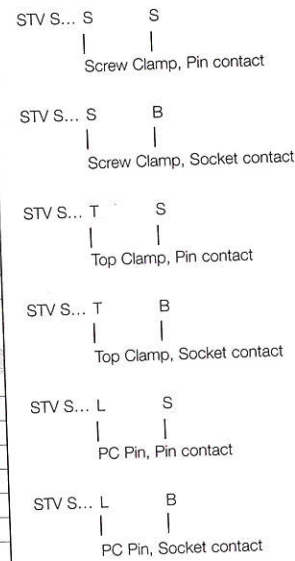 STV S... S S
Screw Clamp, Pin contact
STV S... S B
Screw Clamp, Socket contact
STV S... T S
Top Clamp, Pin contact
STV S... T B
Top Clamp, Socket contact
STV S... L S
PC Pin, Pin contact
STV S... L B
PC Pin, Socket contact